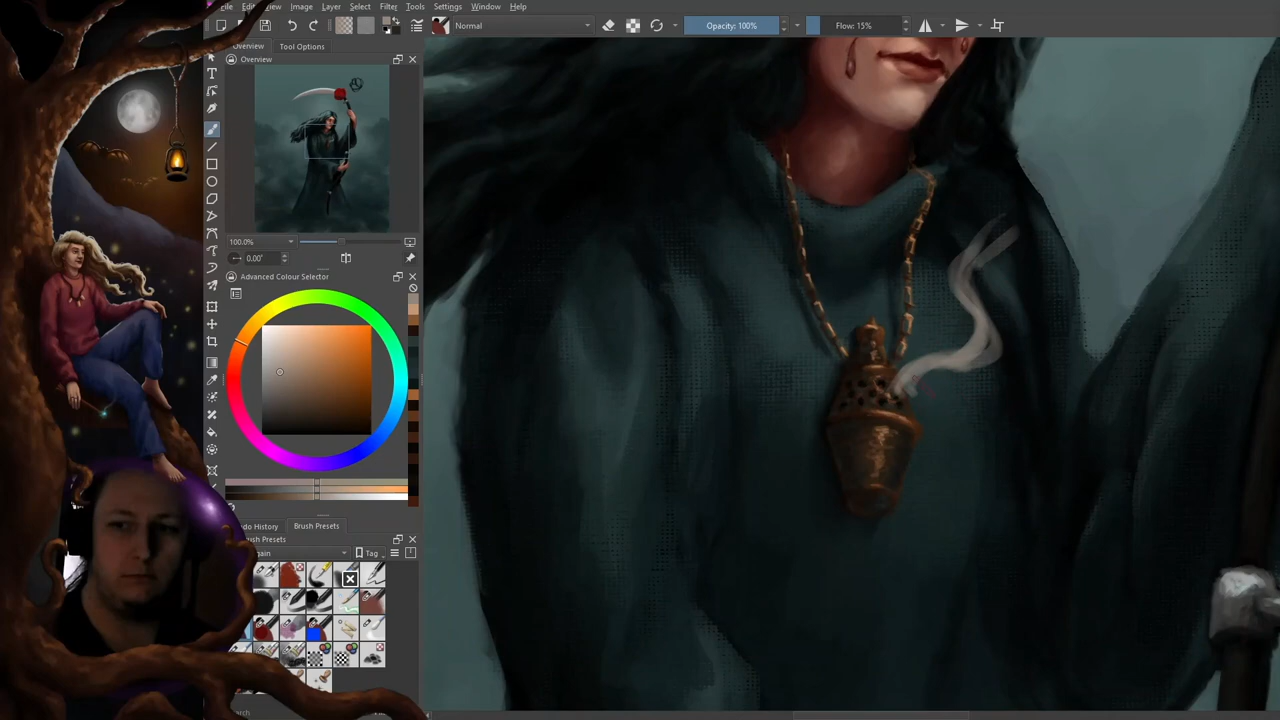 File Edit View Image Layer Select Filter Tools Settings Window Help
Normal Opacity: 100% Flow: 15%
Overview Tool Options
Overview
100.0%
0.00°
Advanced Colour Selector
Undo History Brush Presets
Brush Presets
Tag